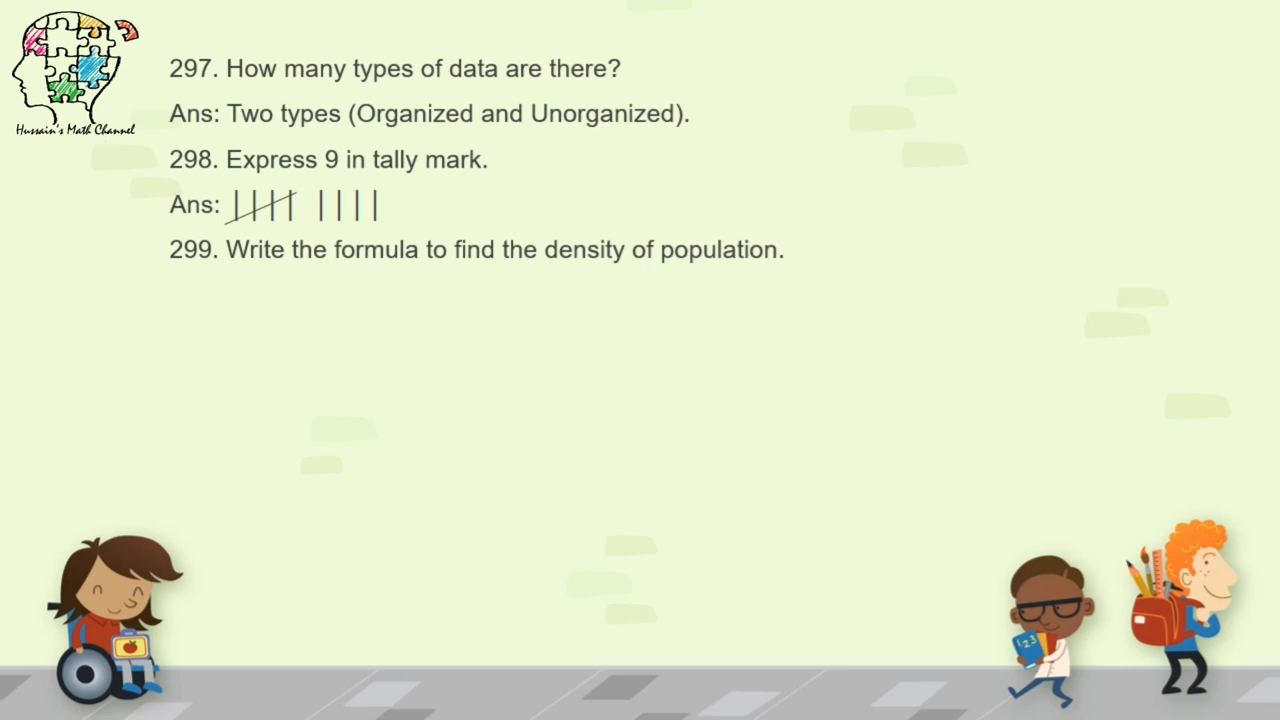 Hussain's Math Channel
297. How many types of data are there?
Ans: Two types (Organized and Unorganized).
298. Express 9 in tally mark.
Ans: |||| ||||
299. Write the formula to find the density of population.
123